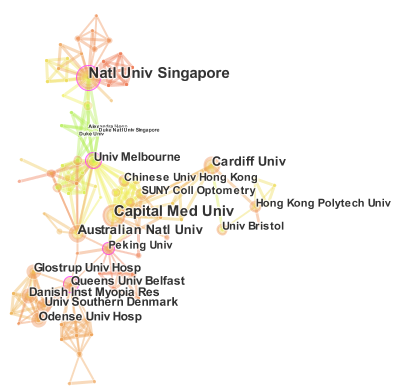 Natl Univ Singapore
Duke Natl Univ Singapore
Duke Univ
Univ Melbourne
Cardiff Univ
Chinese Univ Hong Kong
SUNY Coll Optometry
Hong Kong Polytech Univ
Capital Med Univ
Australian Natl Univ
Univ Bristol
Peking Univ
Glostrup Univ Hosp
Queens Univ Belfast
Danish Inst Myopia Res
Univ Southern Denmark
Odense Univ Hosp